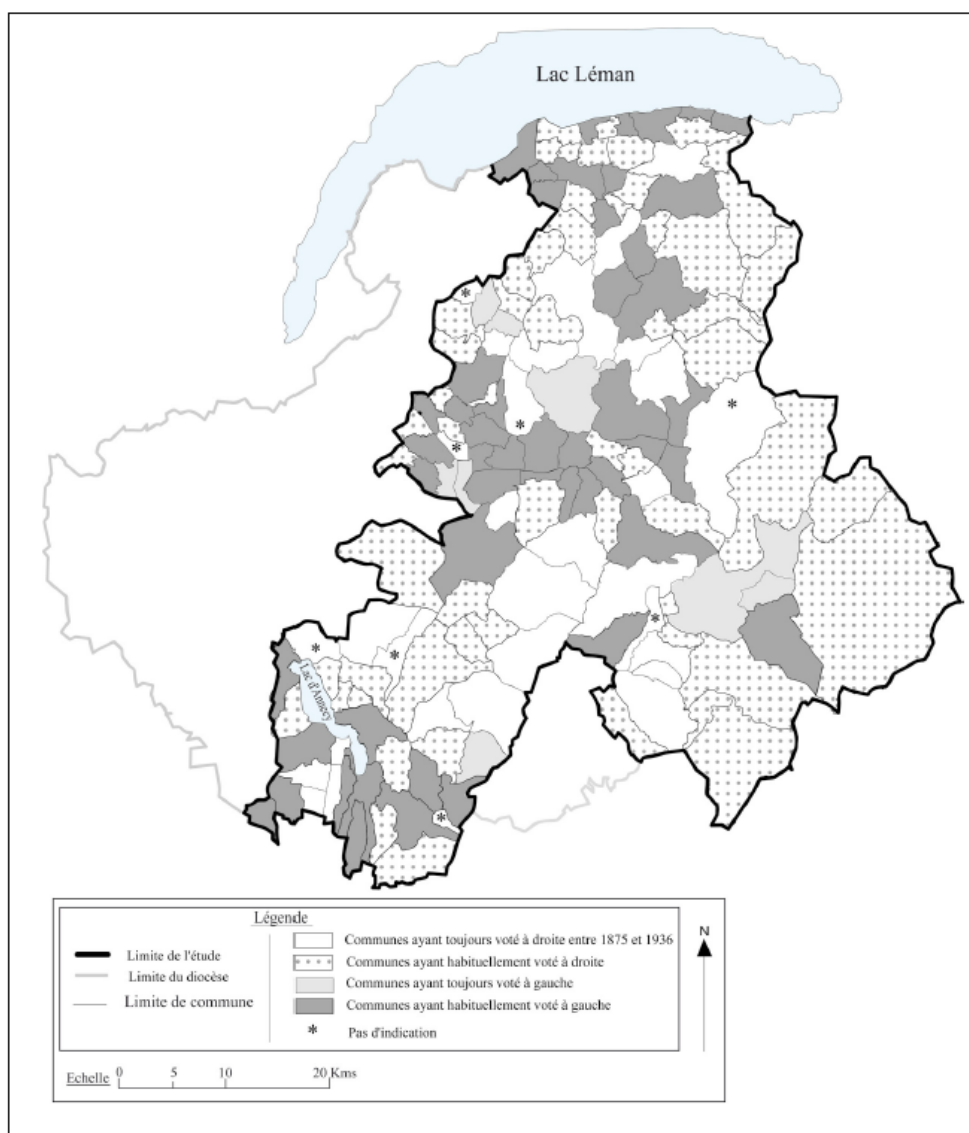 Lac Léman
*
*
*
*
*
*
*
Lac d'Annecy
*
Légende
Limite de l'étude
Limite du diocèse
Limite de commune
Communes ayant toujours voté à droite entre 1875 et 1936
Communes ayant habituellement voté à droite
Communes ayant toujours voté à gauche
Communes ayant habituellement voté à gauche
* Pas d'indication
N
Echelle 0 5 10 20 Kms